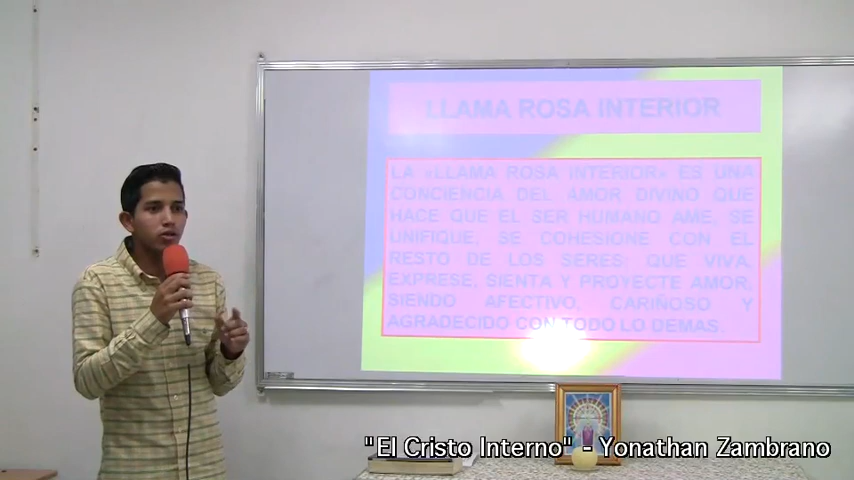 LLAMA ROSA INTERIOR
LA «LLAMA ROSA INTERIOR» ES UNA
CONCIENCIA DEL AMOR DIVINO QUE
HACE QUE EL SER HUMANO AME, SE
UNIFIQUE, SE COHESIONE CON EL
RESTO DE LOS SERES; QUE VIVA,
EXPRESE, SIENTA Y PROYECTE AMOR,
SIENDO AFECTIVO, CARIÑOSO Y
AGRADECIDO CON TODO LO DEMAS.
"El Cristo Interno" - Yonathan Zambrano